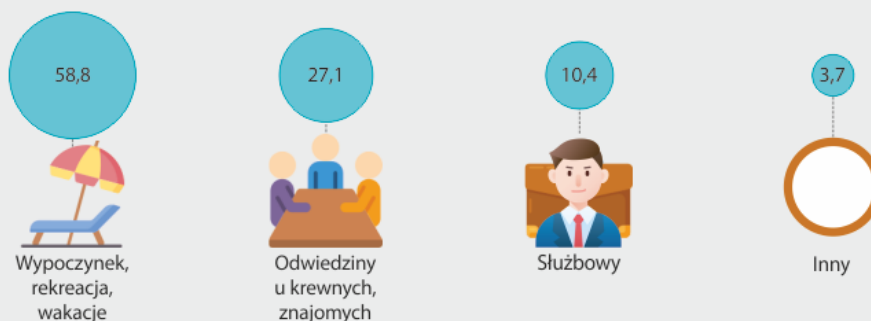 58,8
27,1
10,4
3,7
Wypoczynek,
rekreacja,
wakacje
Odwiedziny
u krewnych,
znajomych
Służbowy
Inny